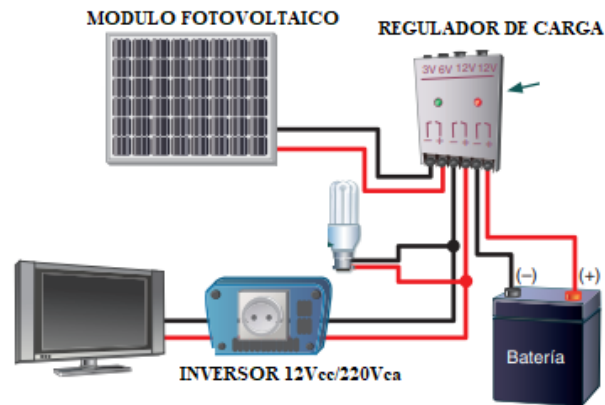 MODULO FOTOVOLTAICO
REGULADOR DE CARGA
3V 6V 12V 12V
- + - + - +
(-) (+)
Batería
INVERSOR 12Vcc/220Vca